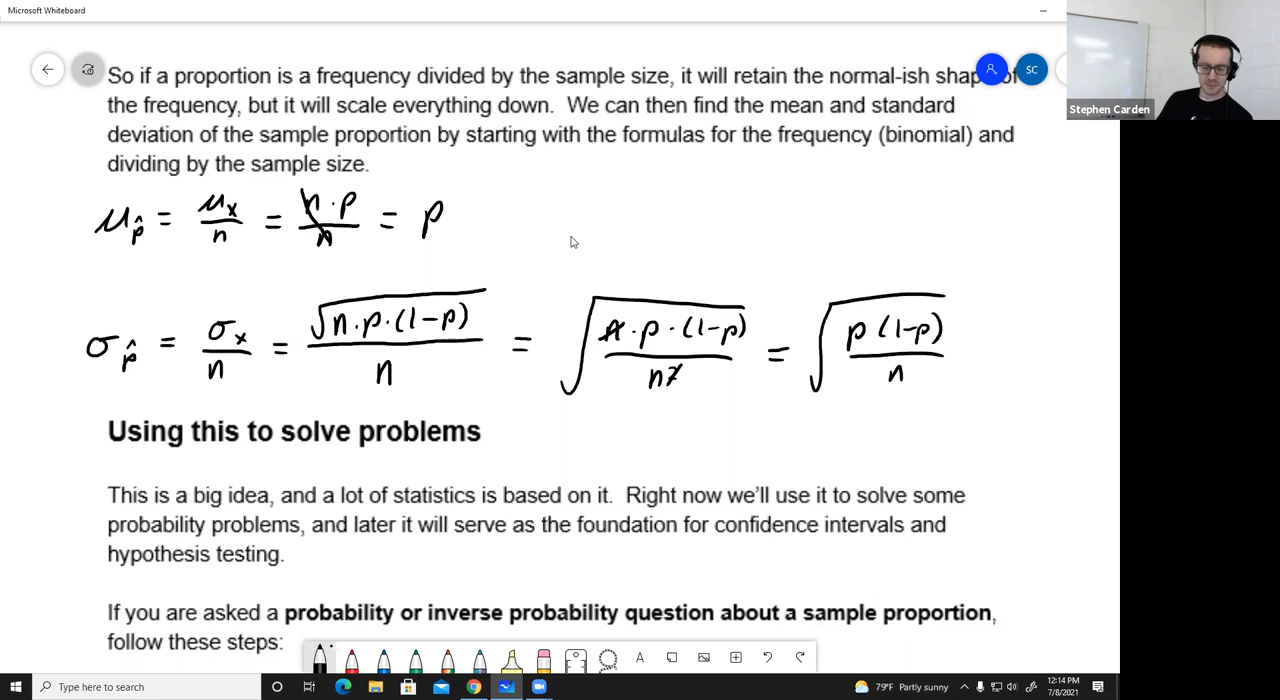 Microsoft Whiteboard
So if a proportion is a frequency divided by the sample size, it will retain the normal-ish shap of
the frequency, but it will scale everything down. We can then find the mean and standard
deviation of the sample proportion by starting with the formulas for the frequency (binomial) and
dividing by the sample size.
SC
Stephen Carden
μ_p̂ = μ_x / n = n·p / n = p
σ_p̂ = σ_x / n = √(n·p·(1-p)) / n = √(n·p·(1-p) / n²) = √(p(1-p) / n)
Using this to solve problems
This is a big idea, and a lot of statistics is based on it. Right now we'll use it to solve some
probability problems, and later it will serve as the foundation for confidence intervals and
hypothesis testing.
If you are asked a probability or inverse probability question about a sample proportion,
follow these steps:
A
Type here to search
79°F Partly sunny
12:14 PM
7/8/2021